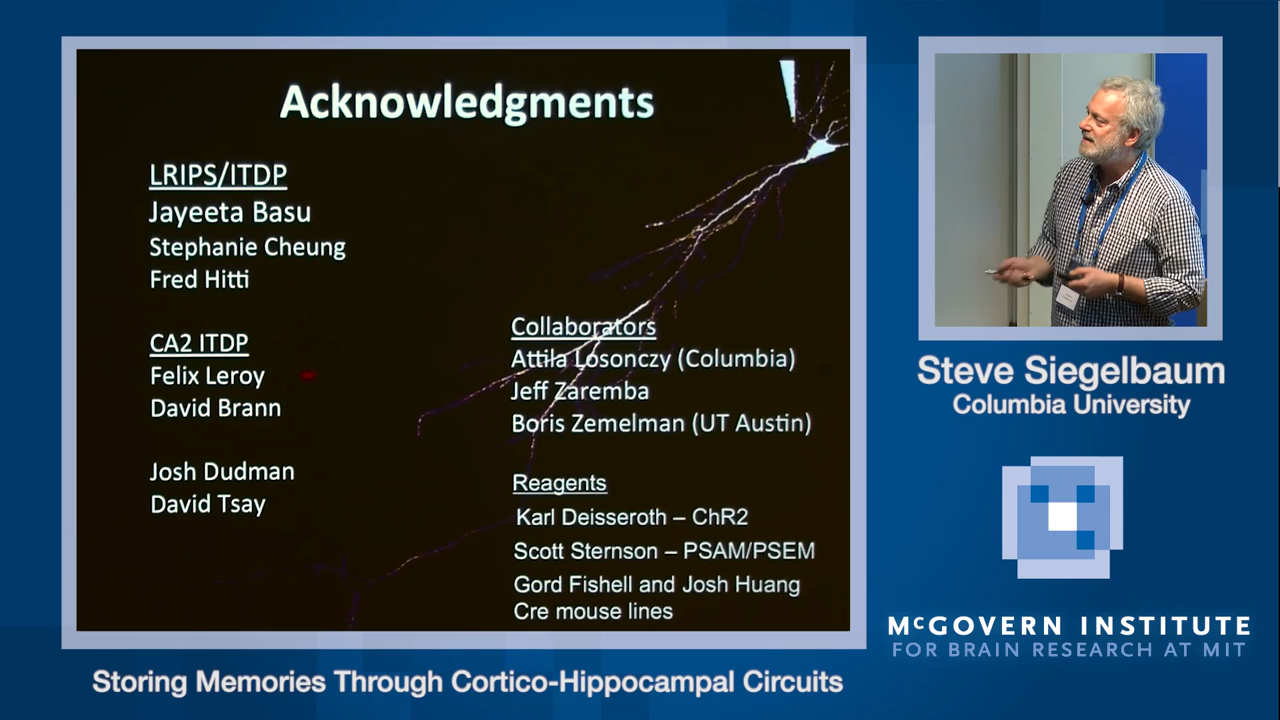 Acknowledgments
LRIPS/ITDP
Jayeeta Basu
Stephanie Cheung
Fred Hitti
CA2 ITDP
Felix Leroy
David Brann
Josh Dudman
David Tsay
Collaborators
Attila Losonczy (Columbia)
Jeff Zaremba
Boris Zemelman (UT Austin)
Reagents
Karl Deisseroth – ChR2
Scott Sternson – PSAM/PSEM
Gord Fishell and Josh Huang
Cre mouse lines
Steve Siegelbaum
Columbia University
McGOVERN INSTITUTE
FOR BRAIN RESEARCH AT MIT
Storing Memories Through Cortico-Hippocampal Circuits